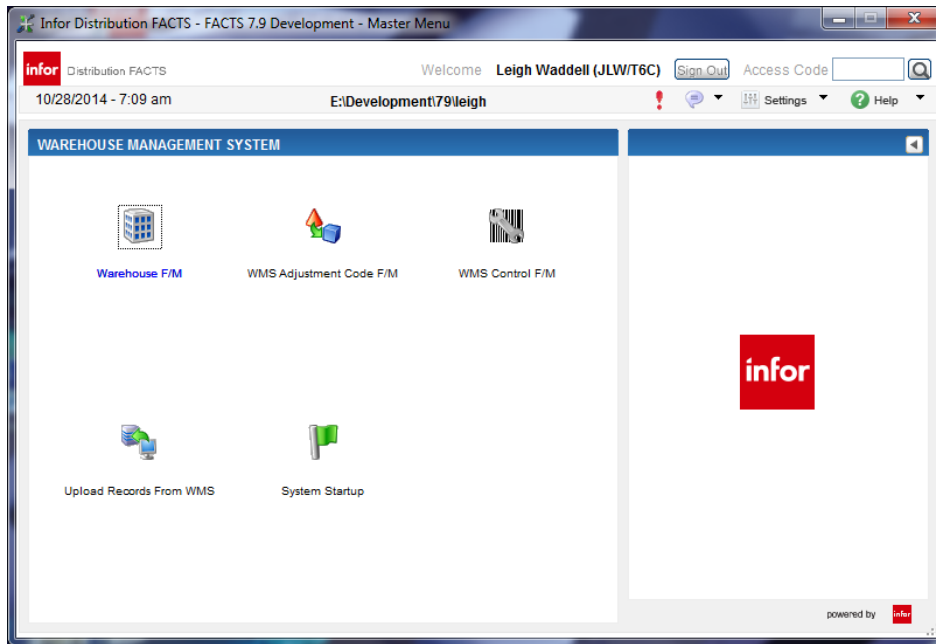 Infor Distribution FACTS - FACTS 7.9 Development - Master Menu
infor Distribution FACTS Welcome Leigh Waddell (JLW/T6C) Sign Out Access Code
10/28/2014 - 7:09 am E:\Development\79\leigh Settings Help
WAREHOUSE MANAGEMENT SYSTEM
Warehouse F/M WMS Adjustment Code F/M WMS Control F/M
infor
Upload Records From WMS System Startup
powered by infor